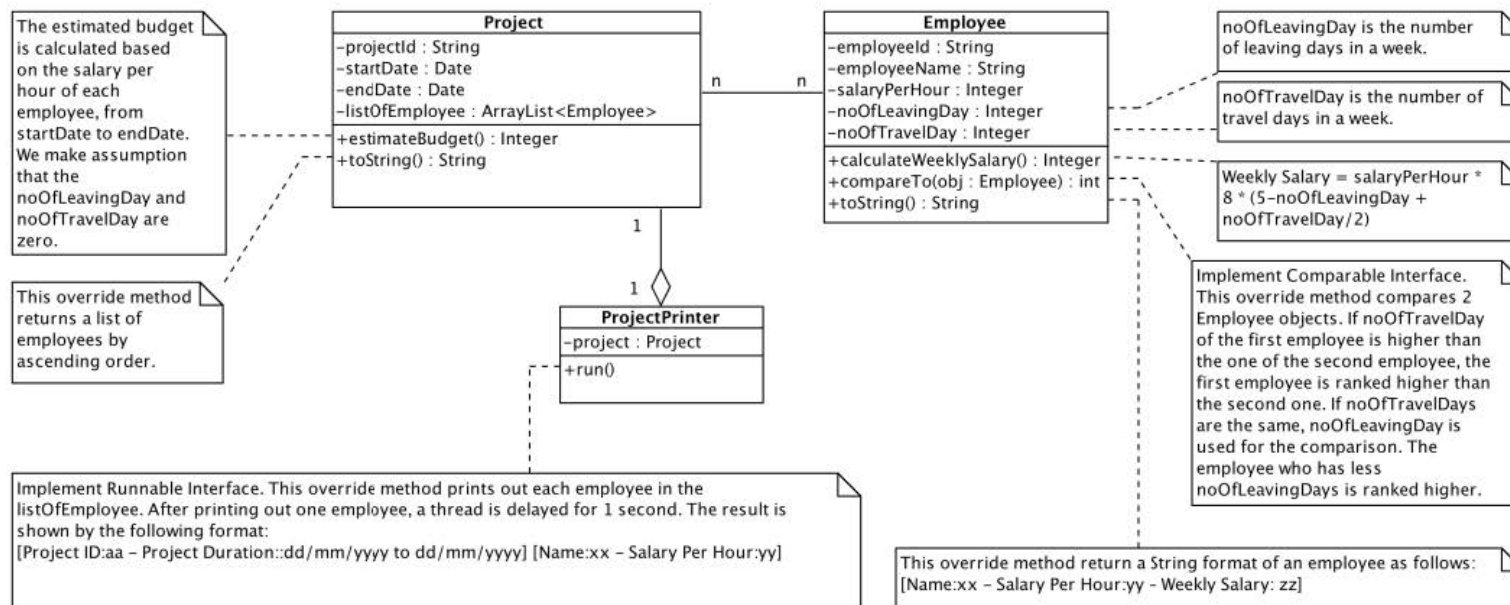 The estimated budget
is calculated based
on the salary per
hour of each
employee, from
startDate to endDate.
We make assumption
that the
noOfLeavingDay and
noOfTravelDay are
zero.
This override method
returns a list of
employees by
ascending order.
Project
-projectId : String
-startDate : Date
-endDate : Date
-listOfEmployee : ArrayList<Employee>
+estimateBudget() : Integer
+toString() : String
n
n
Employee
-employeeId : String
-employeeName : String
-salaryPerHour : Integer
-noOfLeavingDay : Integer
-noOfTravelDay : Integer
+calculateWeeklySalary() : Integer
+compareTo(obj : Employee) : int
+toString() : String
noOfLeavingDay is the number
of leaving days in a week.
noOfTravelDay is the number of
travel days in a week.
Weekly Salary = salaryPerHour *
8 * (5-noOfLeavingDay +
noOfTravelDay/2)
Implement Comparable Interface.
This override method compares 2
Employee objects. If noOfTravelDay
of the first employee is higher than
the one of the second employee, the
first employee is ranked higher than
the second one. If noOfTravelDays
are the same, noOfLeavingDay is
used for the comparison. The
employee who has less
noOfLeavingDays is ranked higher.
1
1
ProjectPrinter
-project : Project
+run()
Implement Runnable Interface. This override method prints out each employee in the
listOfEmployee. After printing out one employee, a thread is delayed for 1 second. The result is
shown by the following format:
[Project ID:aa – Project Duration::dd/mm/yyyy to dd/mm/yyyy] [Name:xx – Salary Per Hour:yy]
This override method return a String format of an employee as follows:
[Name:xx – Salary Per Hour:yy – Weekly Salary: zz]